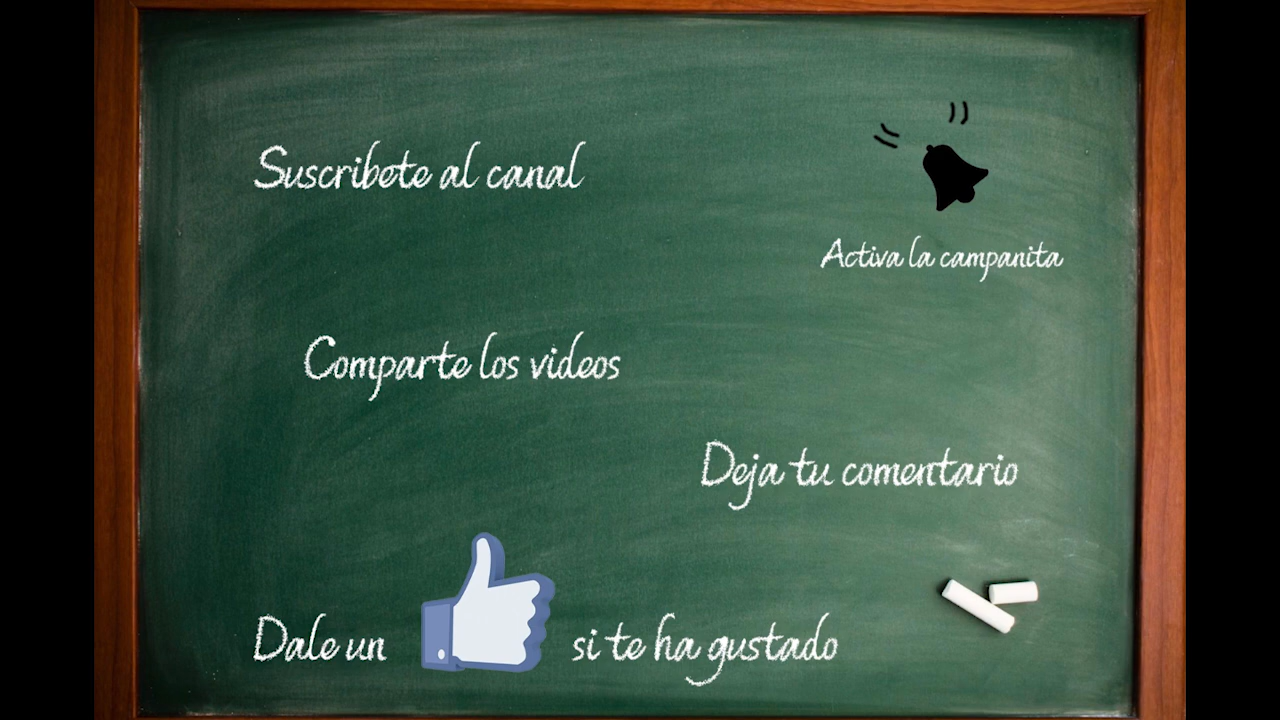 Suscribete al canal
Activa la campanita
Comparte los videos
Deja tu comentario
Dale un si te ha gustado